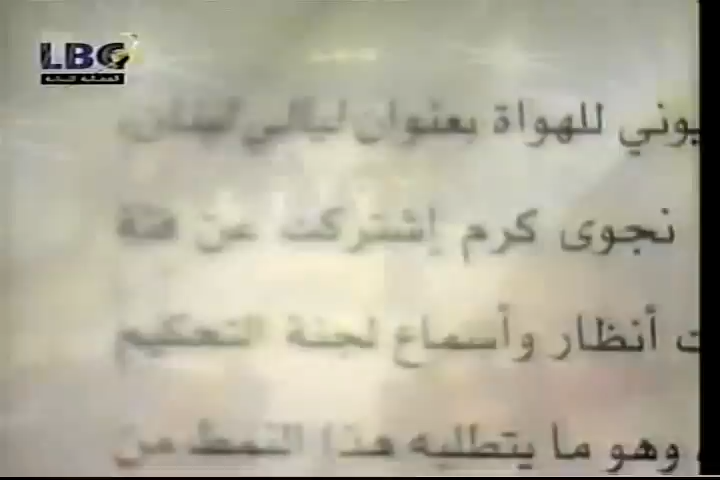 LBC
يوني للهواة بعنوان ليالي لبنان،
نجوى كرم إشتركت عن فئة
ت أنظار وأسماع لجنة التحكيم
وهو ما يتطلبه هذا النمط من